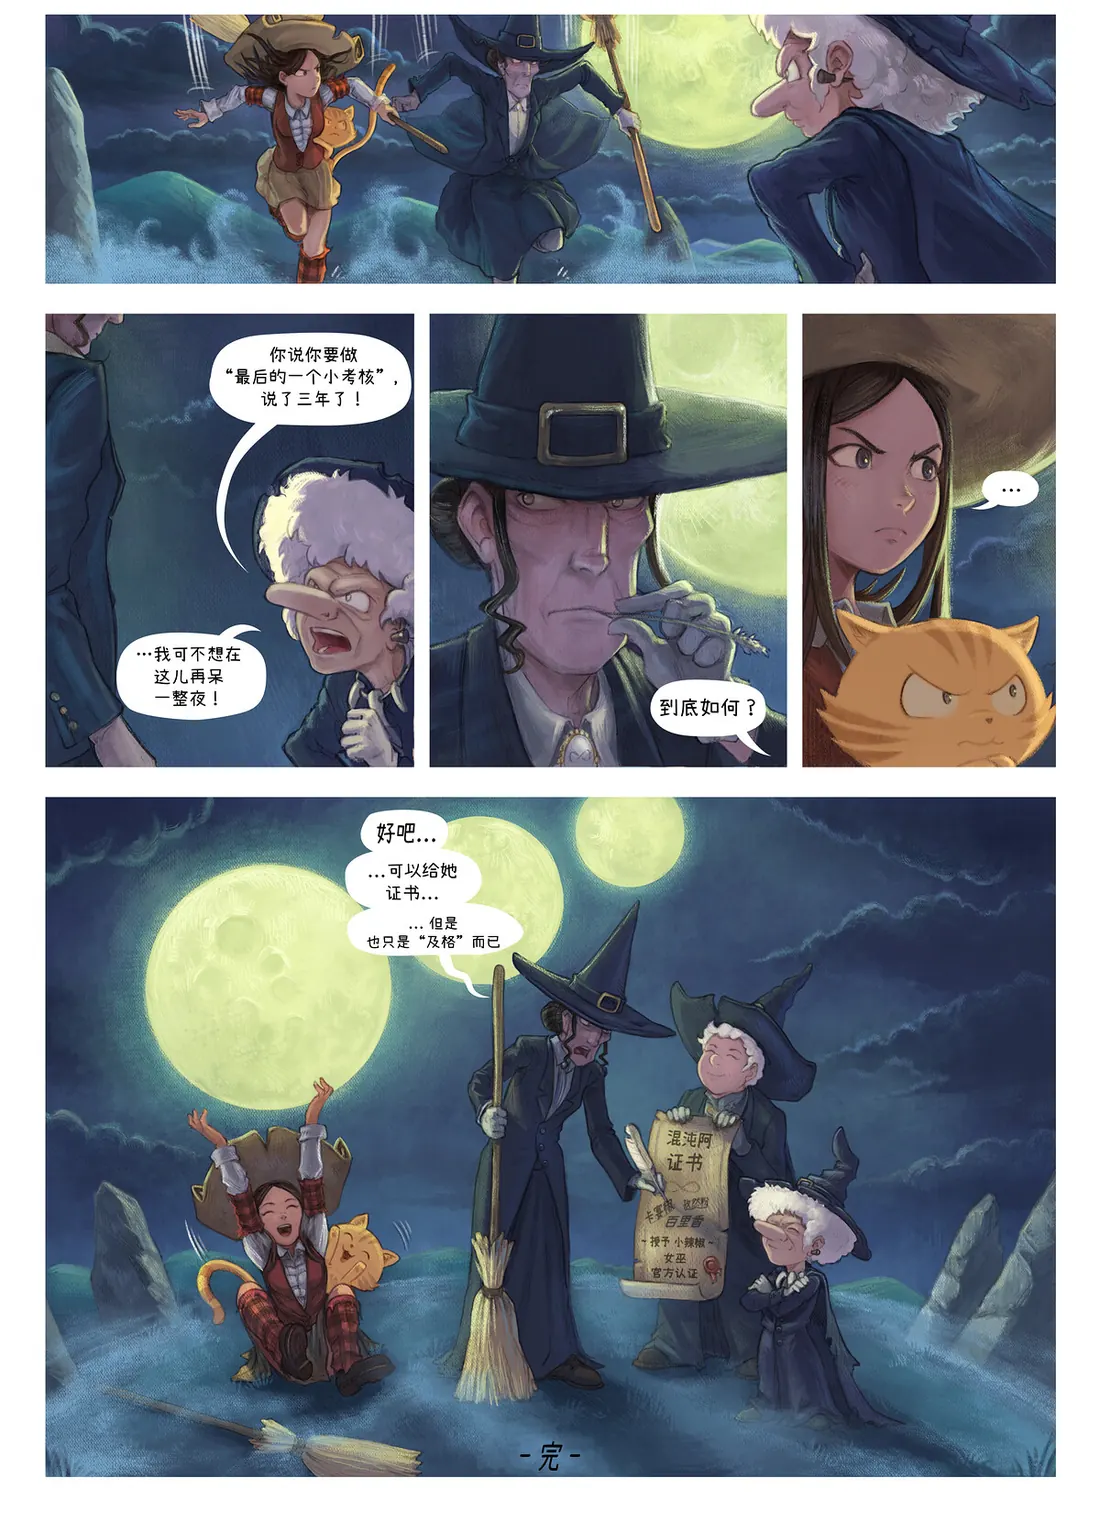 你说你要做
“最后的一个小考核”，
说了三年了！
…我可不想在
这儿再呆
一整夜！
到底如何？
…
好吧…
…可以给她
证书…
… 但是
也只是“及格”而已
混沌阿
证书
卡宴椒
百里香
~ 授予 小辣椒 ~
女巫
官方认证
- 完 -